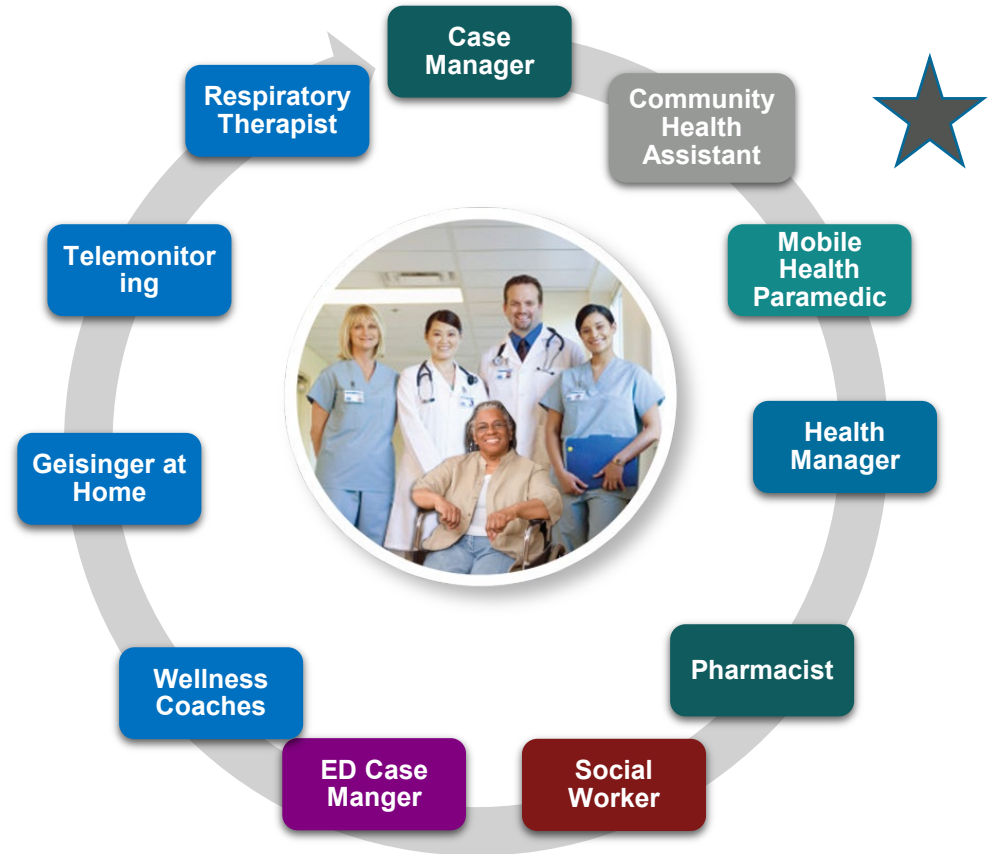 Case
Manager
Community
Health
Assistant
Mobile
Health
Paramedic
Health
Manager
Pharmacist
Social
Worker
ED Case
Manger
Wellness
Coaches
Geisinger at
Home
Telemonitor
ing
Respiratory
Therapist